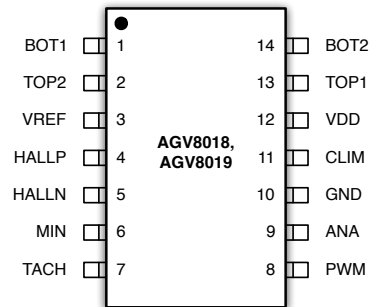 BOT1 1 14 BOT2
TOP2 2 13 TOP1
VREF 3 12 VDD
AGV8018,
AGV8019
HALLP 4 11 CLIM
HALLN 5 10 GND
MIN 6 9 ANA
TACH 7 8 PWM